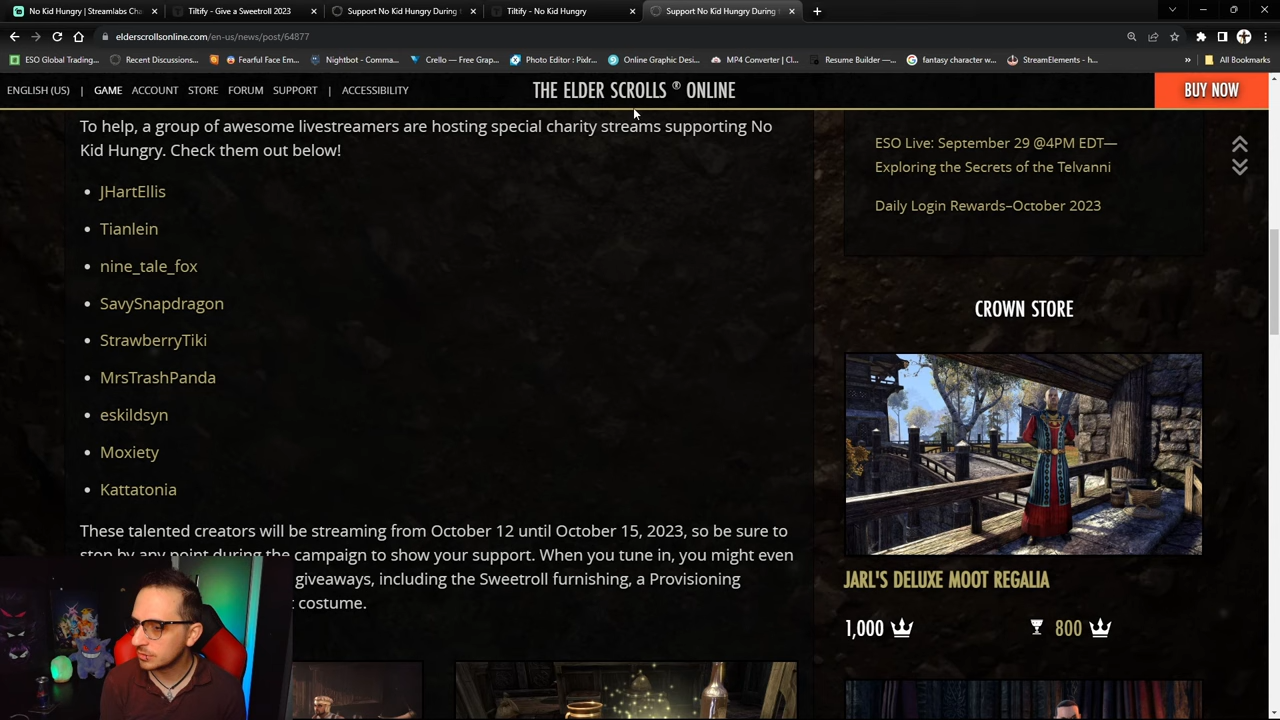 No Kid Hungry | Streamlabs Cha
Tiltify - Give a Sweetroll 2023
Support No Kid Hungry During t
Tiltify - No Kid Hungry
Support No Kid Hungry During t
elderscrollsonline.com/en-us/news/post/64877
ESO Global Trading...
Recent Discussions...
Fearful Face Em...
Nightbot - Comma...
Crello — Free Grap...
Photo Editor : Pixlr...
Online Graphic Des...
MP4 Converter | Cl...
Resume Builder —...
fantasy character w...
StreamElements - h...
All Bookmarks
ENGLISH (US) | GAME ACCOUNT STORE FORUM SUPPORT | ACCESSIBILITY
THE ELDER SCROLLS ® ONLINE
BUY NOW
To help, a group of awesome livestreamers are hosting special charity streams supporting No
Kid Hungry. Check them out below!
• JHartEllis
• Tianlein
• nine_tale_fox
• SavySnapdragon
• StrawberryTiki
• MrsTrashPanda
• eskildsyn
• Moxiety
• Kattatonia
These talented creators will be streaming from October 12 until October 15, 2023, so be sure to
stop by any point during the campaign to show your support. When you tune in, you might even
giveaways, including the Sweetroll furnishing, a Provisioning
costume.
ESO Live: September 29 @4PM EDT—
Exploring the Secrets of the Telvanni
Daily Login Rewards–October 2023
CROWN STORE
JARL'S DELUXE MOOT REGALIA
1,000 800